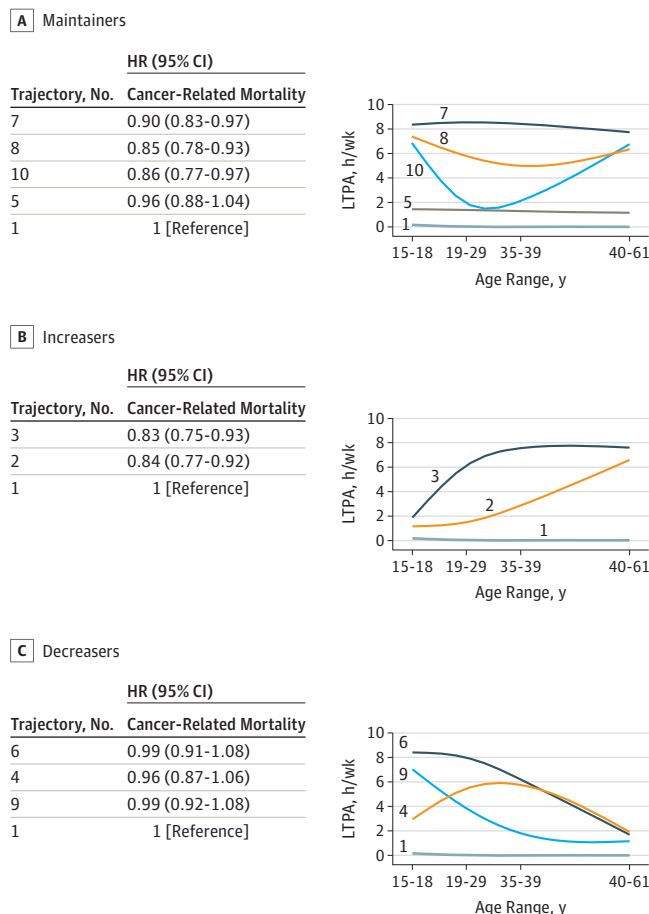 A Maintainers
HR (95% CI)
Trajectory, No. Cancer-Related Mortality
7 0.90 (0.83-0.97)
8 0.85 (0.78-0.93)
10 0.86 (0.77-0.97)
5 0.96 (0.88-1.04)
1 1 [Reference]
LTPA, h/wk
10
8
6
4
2
0
7
8
10
5
1
15-18 19-29 35-39 40-61
Age Range, y
B Increasers
HR (95% CI)
Trajectory, No. Cancer-Related Mortality
3 0.83 (0.75-0.93)
2 0.84 (0.77-0.92)
1 1 [Reference]
LTPA, h/wk
10
8
6
4
2
0
3
2
1
15-18 19-29 35-39 40-61
Age Range, y
C Decreasers
HR (95% CI)
Trajectory, No. Cancer-Related Mortality
6 0.99 (0.91-1.08)
4 0.96 (0.87-1.06)
9 0.99 (0.92-1.08)
1 1 [Reference]
LTPA, h/wk
10
8
6
4
2
0
6
9
4
1
15-18 19-29 35-39 40-61
Age Range, y